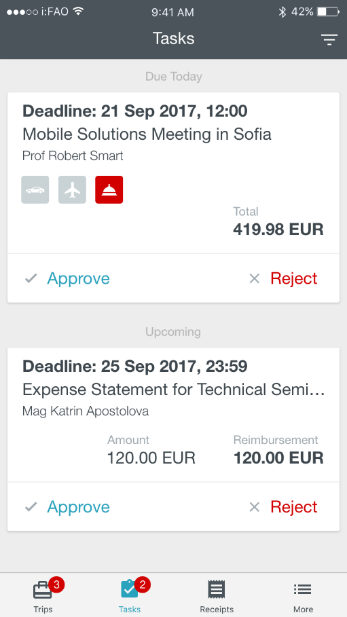 i:FAO 9:41 AM 42%
Tasks
Due Today
Deadline: 21 Sep 2017, 12:00
Mobile Solutions Meeting in Sofia
Prof Robert Smart
Total
419.98 EUR
Approve Reject
Upcoming
Deadline: 25 Sep 2017, 23:59
Expense Statement for Technical Semi...
Mag Katrin Apostolova
Amount Reimbursement
120.00 EUR 120.00 EUR
Approve Reject
3 2
Trips Tasks Receipts More